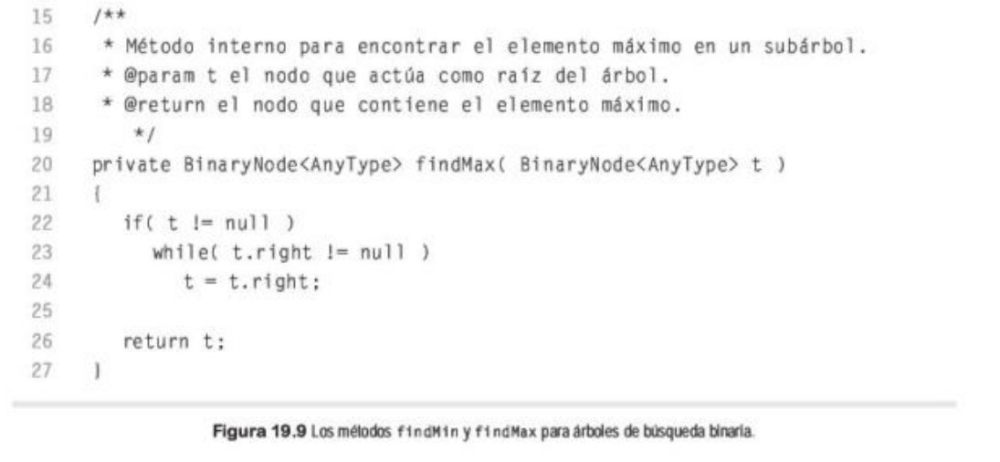 15 /**
16 * Método interno para encontrar el elemento máximo en un subárbol.
17 * @param t el nodo que actúa como raíz del árbol.
18 * @return el nodo que contiene el elemento máximo.
19 */
20 private BinaryNode<AnyType> findMax( BinaryNode<AnyType> t )
21 {
22 if( t != null )
23 while( t.right != null )
24 t = t.right;
25
26 return t;
27 }
Figura 19.9 Los métodos findMin y findMax para árboles de búsqueda binaria.